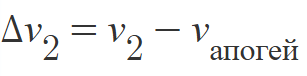 Δv₂ = v₂ − vапогей